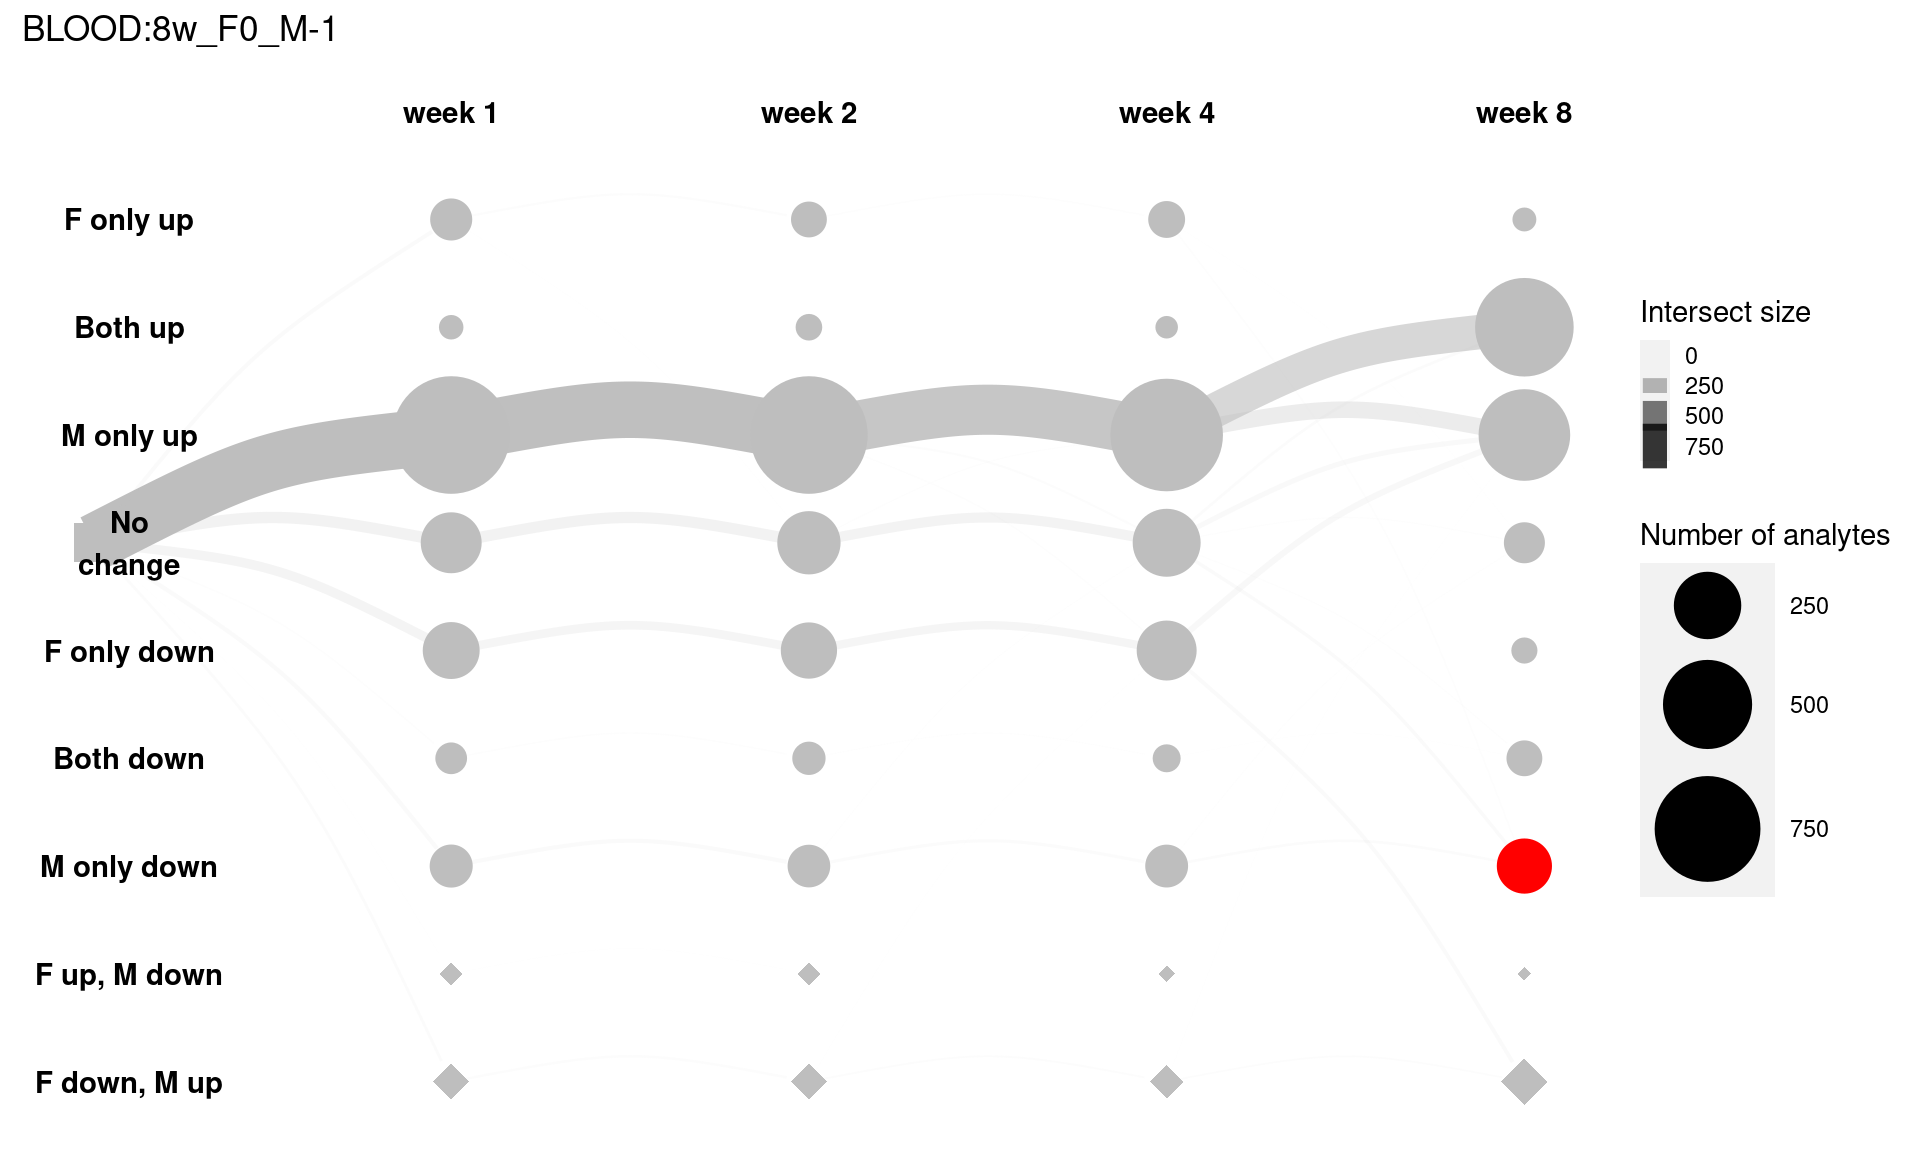 BLOOD:8w_F0_M-1
week 1
week 2
week 4
week 8
F only up
Both up
M only up
No
change
F only down
Both down
M only down
F up, M down
F down, M up
Intersect size
0
250
500
750
Number of analytes
250
500
750